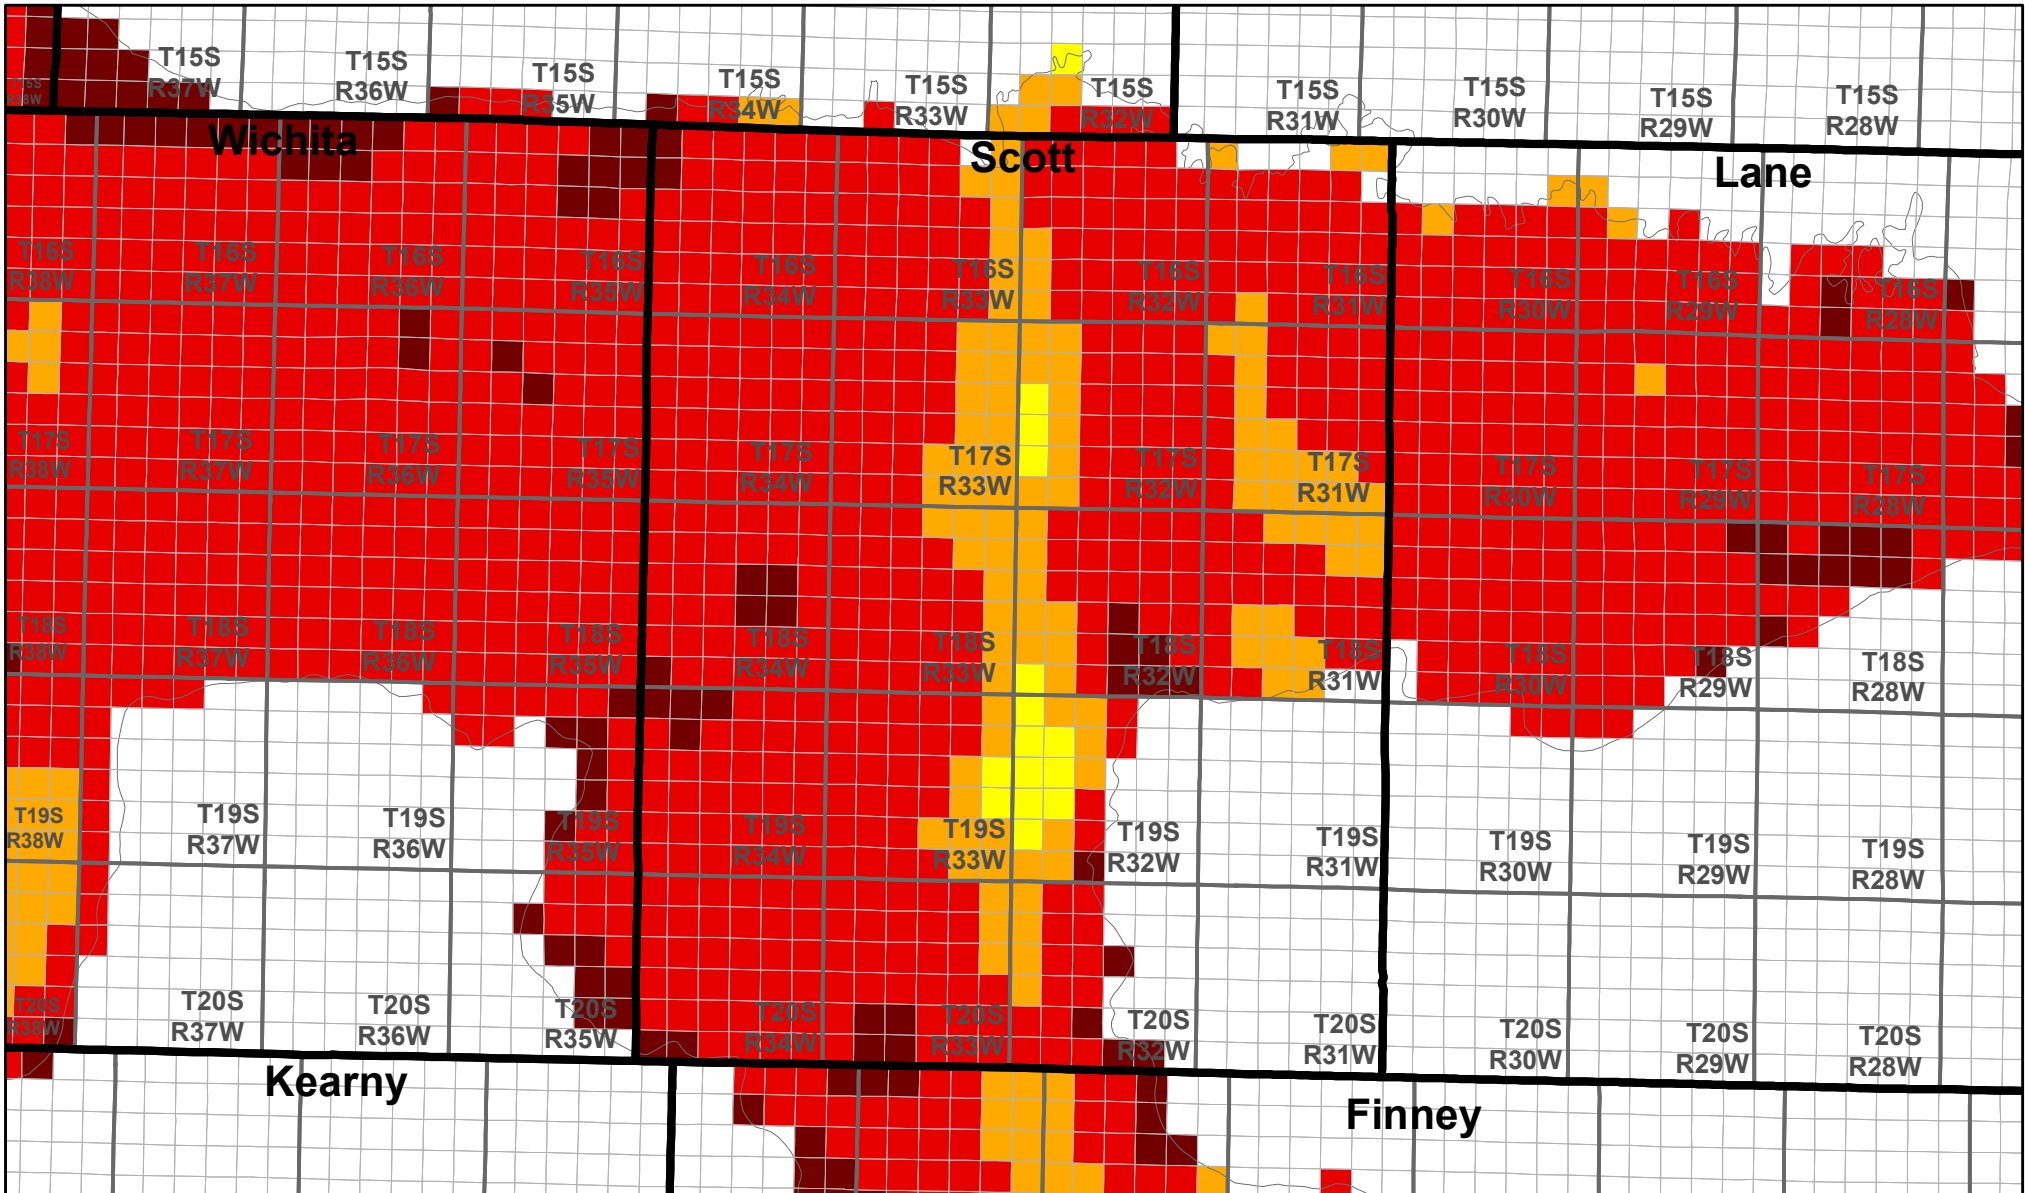 T15S
R38W
T15S
R37W
T15S
R36W
T15S
R35W
T15S
R34W
T15S
R33W
T15S
R32W
T15S
R31W
T15S
R30W
T15S
R29W
T15S
R28W
Wichita
Scott
Lane
T16S
R38W
T16S
R37W
T16S
R36W
T16S
R35W
T16S
R34W
T16S
R33W
T16S
R32W
T16S
R31W
T16S
R30W
T16S
R29W
T16S
R28W
T17S
R38W
T17S
R37W
T17S
R36W
T17S
R35W
T17S
R34W
T17S
R33W
T17S
R32W
T17S
R31W
T17S
R30W
T17S
R29W
T17S
R28W
T18S
R38W
T18S
R37W
T18S
R36W
T18S
R35W
T18S
R34W
T18S
R33W
T18S
R32W
T18S
R31W
T18S
R30W
T18S
R29W
T18S
R28W
T19S
R38W
T19S
R37W
T19S
R36W
T19S
R35W
T19S
R34W
T19S
R33W
T19S
R32W
T19S
R31W
T19S
R30W
T19S
R29W
T19S
R28W
T20S
R38W
T20S
R37W
T20S
R36W
T20S
R35W
T20S
R34W
T20S
R33W
T20S
R32W
T20S
R31W
T20S
R30W
T20S
R29W
T20S
R28W
Kearny
Finney